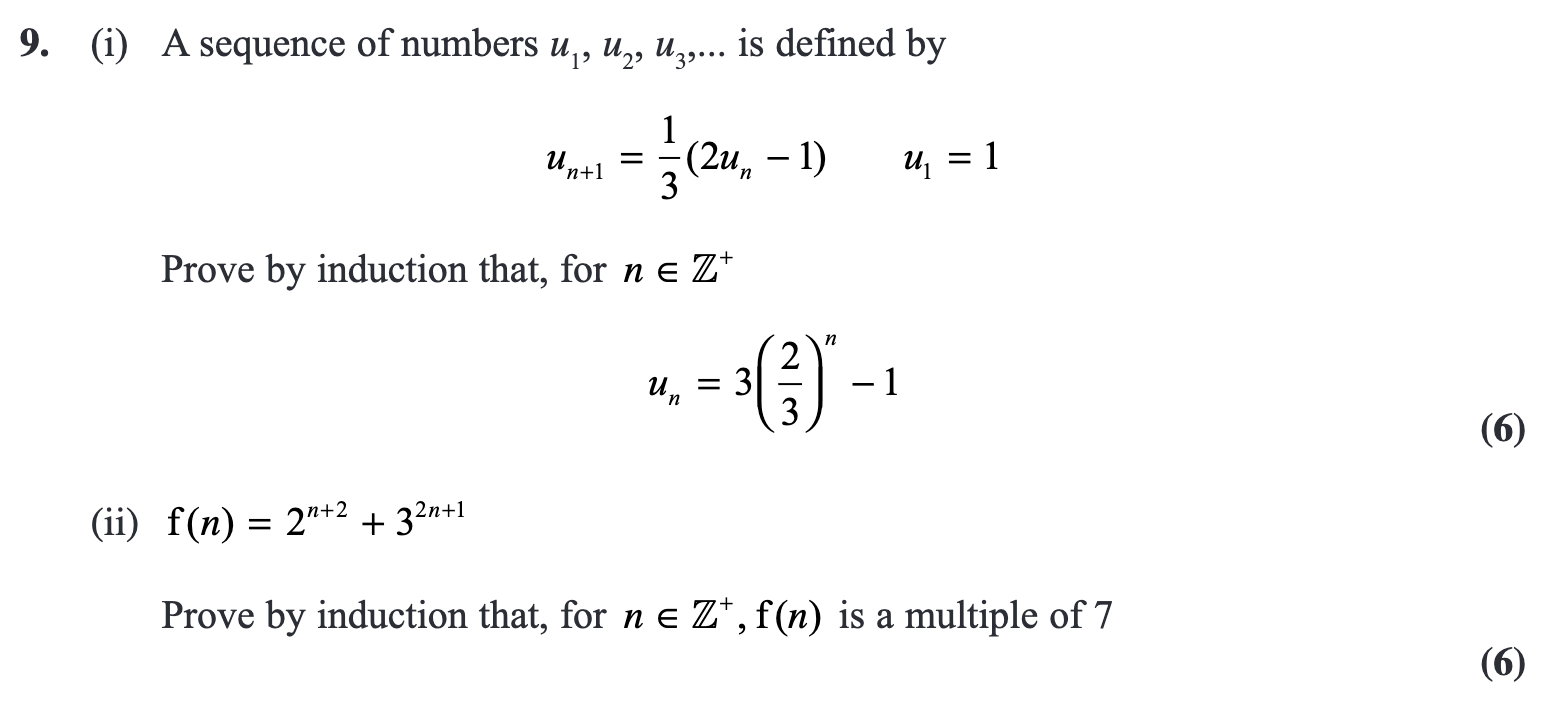 9. (i) A sequence of numbers u₁, u₂, u₃,... is defined by
uₙ₊₁ = 1/3 (2uₙ − 1) u₁ = 1
Prove by induction that, for n ∈ ℤ⁺
uₙ = 3(2/3)ⁿ − 1
(6)
(ii) f(n) = 2ⁿ⁺² + 3²ⁿ⁺¹
Prove by induction that, for n ∈ ℤ⁺, f(n) is a multiple of 7
(6)